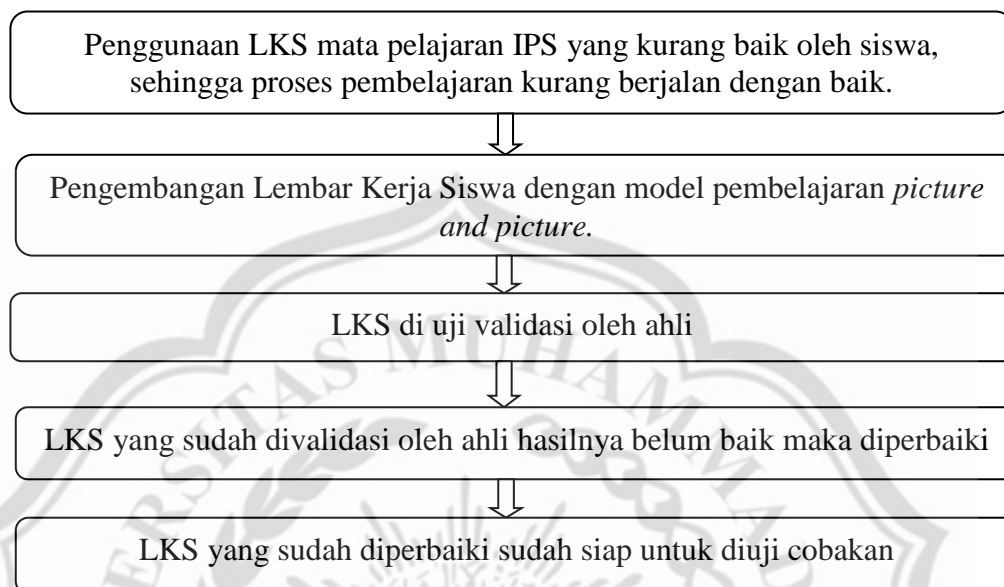 Penggunaan LKS mata pelajaran IPS yang kurang baik oleh siswa,
sehingga proses pembelajaran kurang berjalan dengan baik.
Pengembangan Lembar Kerja Siswa dengan model pembelajaran picture
and picture.
LKS di uji validasi oleh ahli
LKS yang sudah divalidasi oleh ahli hasilnya belum baik maka diperbaiki
LKS yang sudah diperbaiki sudah siap untuk diuji cobakan
ERSITAS MUHAMMAD